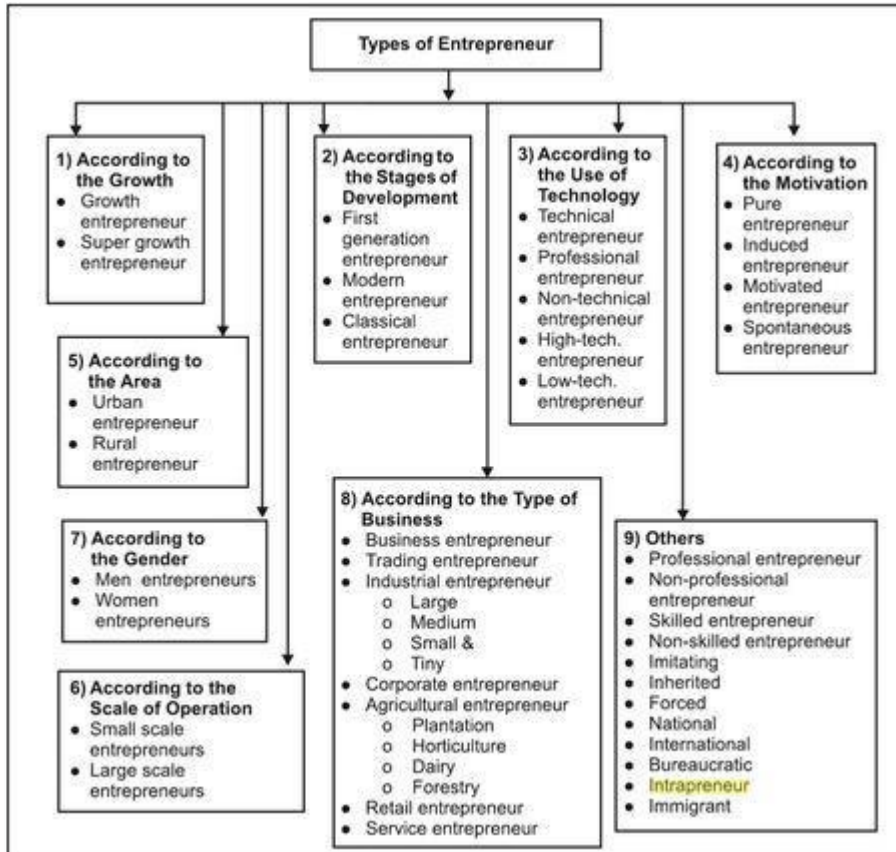 Types of Entrepreneur
1) According to
the Growth
● Growth
entrepreneur
● Super growth
entrepreneur
2) According to
the Stages of
Development
● First
generation
entrepreneur
● Modern
entrepreneur
● Classical
entrepreneur
3) According to
the Use of
Technology
● Technical
entrepreneur
● Professional
entrepreneur
● Non-technical
entrepreneur
● High-tech.
entrepreneur
● Low-tech.
entrepreneur
4) According to
the Motivation
● Pure
entrepreneur
● Induced
entrepreneur
● Motivated
entrepreneur
● Spontaneous
entrepreneur
5) According to
the Area
● Urban
entrepreneur
● Rural
entrepreneur
7) According to
the Gender
● Men entrepreneurs
● Women
entrepreneurs
6) According to the
Scale of Operation
● Small scale
entrepreneurs
● Large scale
entrepreneurs
8) According to the Type of
Business
● Business entrepreneur
● Trading entrepreneur
● Industrial entrepreneur
o Large
o Medium
o Small &
o Tiny
● Corporate entrepreneur
● Agricultural entrepreneur
o Plantation
o Horticulture
o Dairy
o Forestry
● Retail entrepreneur
● Service entrepreneur
9) Others
● Professional entrepreneur
● Non-professional
entrepreneur
● Skilled entrepreneur
● Non-skilled entrepreneur
● Imitating
● Inherited
● Forced
● National
● International
● Bureaucratic
● Intrapreneur
● Immigrant